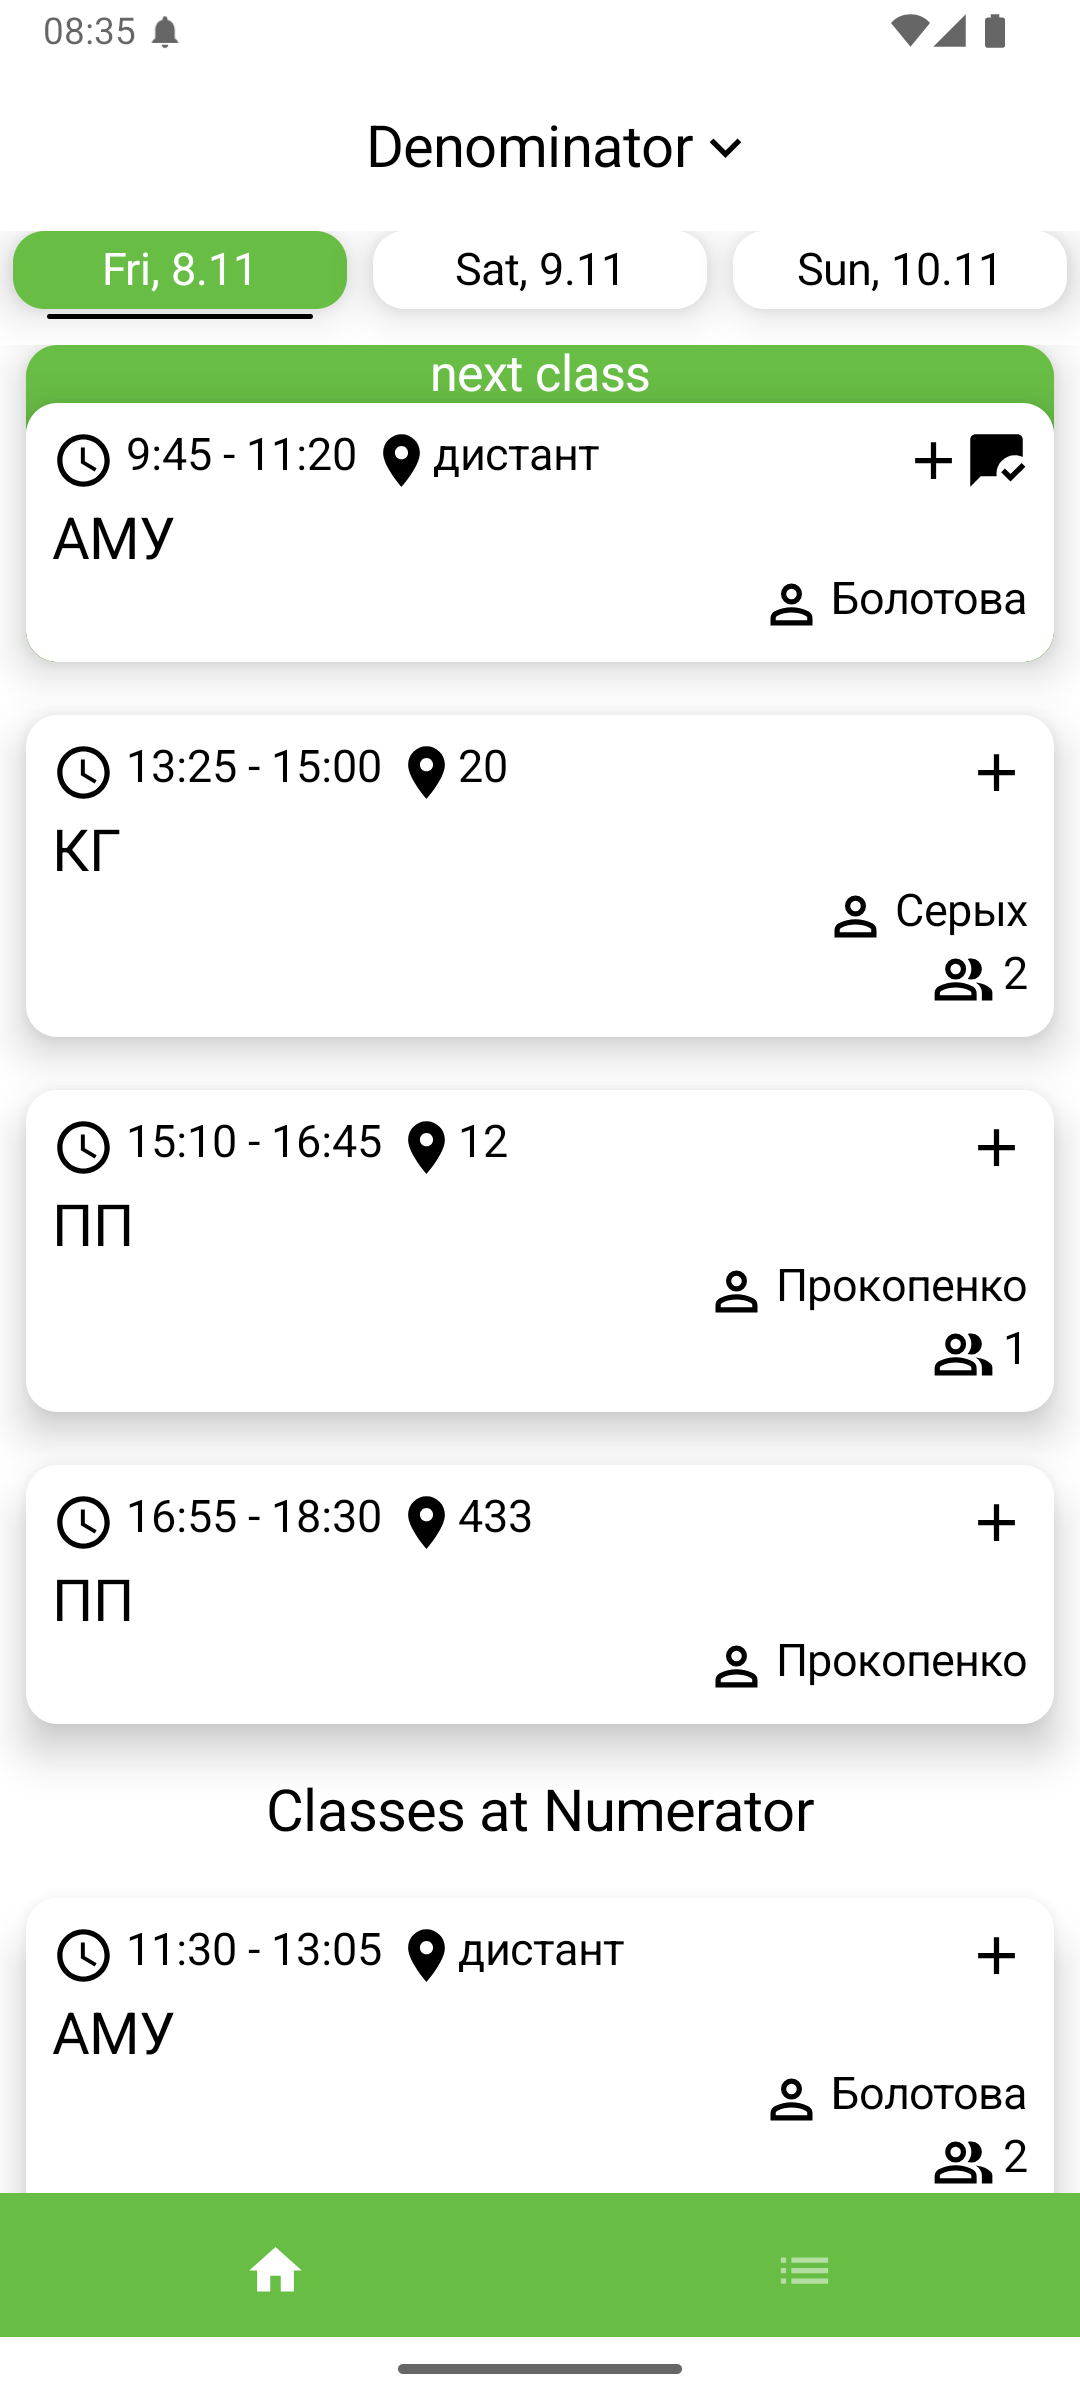 08:35
Denominator
Fri, 8.11 Sat, 9.11 Sun, 10.11
next class
9:45 - 11:20 дистант
АМУ
Болотова
13:25 - 15:00 20
КГ
Серых
2
15:10 - 16:45 12
ПП
Прокопенко
1
16:55 - 18:30 433
ПП
Прокопенко
Classes at Numerator
11:30 - 13:05 дистант
АМУ
Болотова
2